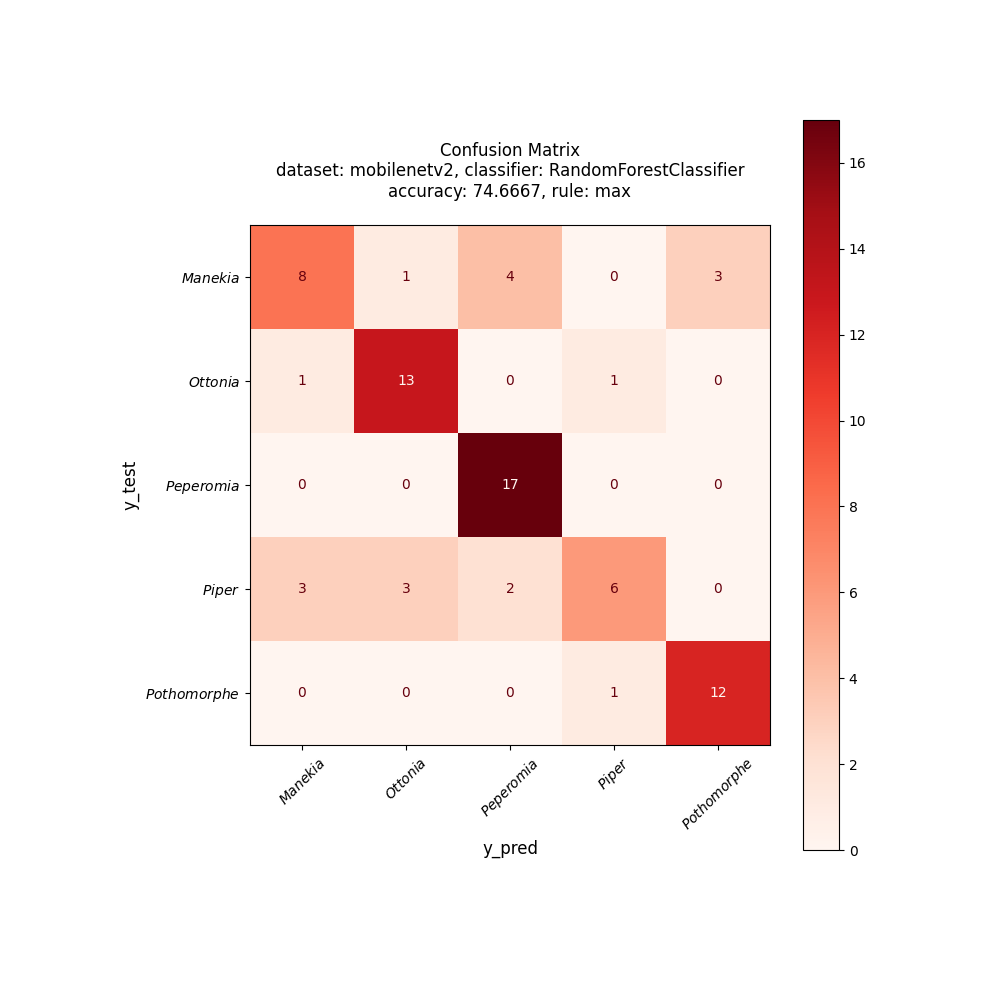 Confusion Matrix
dataset: mobilenetv2, classifier: RandomForestClassifier
accuracy: 74.6667, rule: max
Manekia 8 1 4 0 3
Ottonia 1 13 0 1 0
Peperomia 0 0 17 0 0
Piper 3 3 2 6 0
Pothomorphe 0 0 0 1 12
y_test
Manekia Ottonia Peperomia Piper Pothomorphe
y_pred
16
14
12
10
8
6
4
2
0